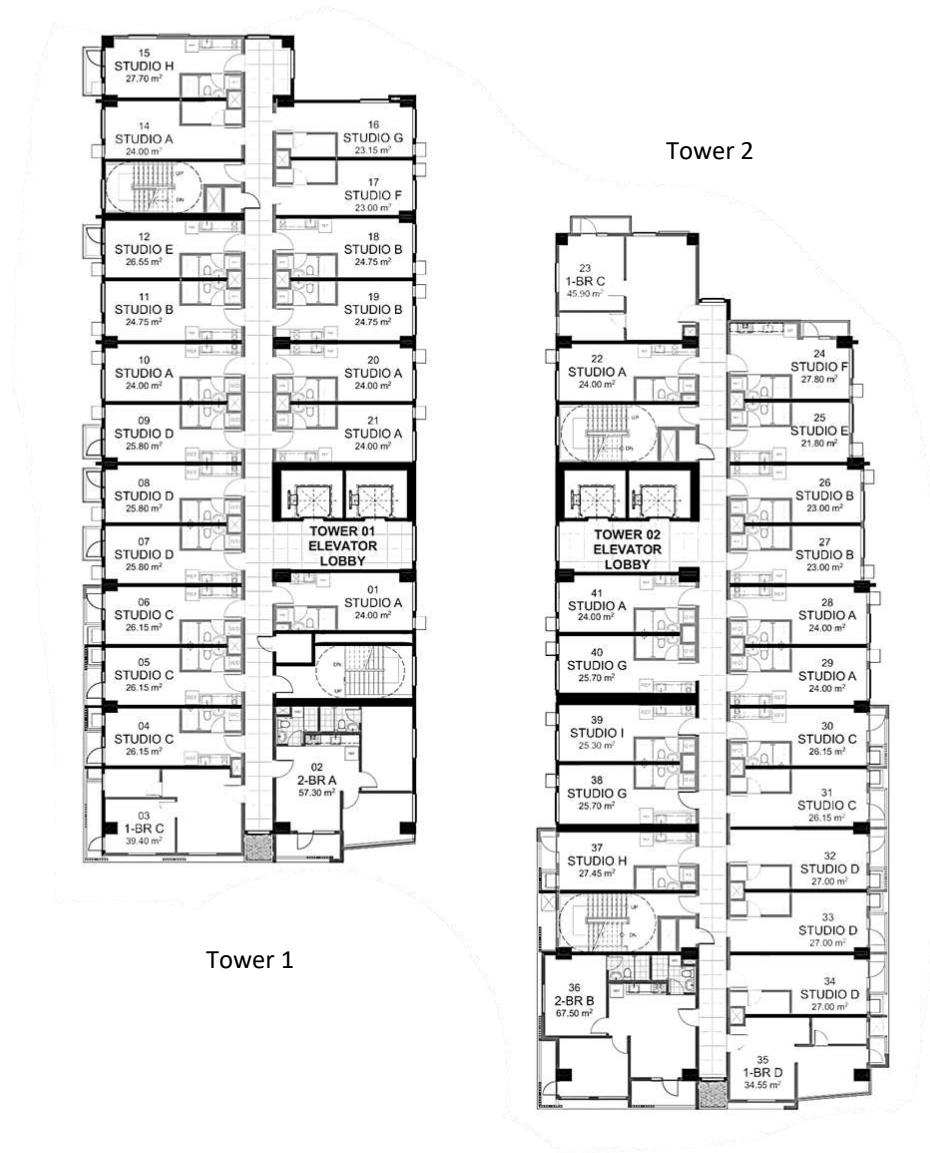 15
STUDIO H
27.70 m²
14
STUDIO A
24.00 m²
UP
DN
12
STUDIO E
26.55 m²
11
STUDIO B
24.75 m²
10
STUDIO A
24.00 m²
09
STUDIO D
25.80 m²
08
STUDIO D
25.80 m²
07
STUDIO D
25.80 m²
06
STUDIO C
26.15 m²
05
STUDIO C
26.15 m²
04
STUDIO C
26.15 m²
03
1-BR C
39.40 m²
16
STUDIO G
23.15 m²
17
STUDIO F
23.00 m²
18
STUDIO B
24.75 m²
19
STUDIO B
24.75 m²
20
STUDIO A
24.00 m²
21
STUDIO A
24.00 m²
TOWER 01
ELEVATOR
LOBBY
01
STUDIO A
24.00 m²
DN
UP
02
2-BR A
57.30 m²
Tower 1
Tower 2
23
1-BR C
45.90 m²
22
STUDIO A
24.00 m²
UP
DN
TOWER 02
ELEVATOR
LOBBY
41
STUDIO A
24.00 m²
40
STUDIO G
25.70 m²
39
STUDIO I
25.30 m²
38
STUDIO G
25.70 m²
37
STUDIO H
27.45 m²
UP
DN
36
2-BR B
67.50 m²
24
STUDIO F
27.80 m²
25
STUDIO E
21.80 m²
26
STUDIO B
23.00 m²
27
STUDIO B
23.00 m²
28
STUDIO A
24.00 m²
29
STUDIO A
24.00 m²
30
STUDIO C
26.15 m²
31
STUDIO C
26.15 m²
32
STUDIO D
27.00 m²
33
STUDIO D
27.00 m²
34
STUDIO D
27.00 m²
35
1-BR D
34.55 m²